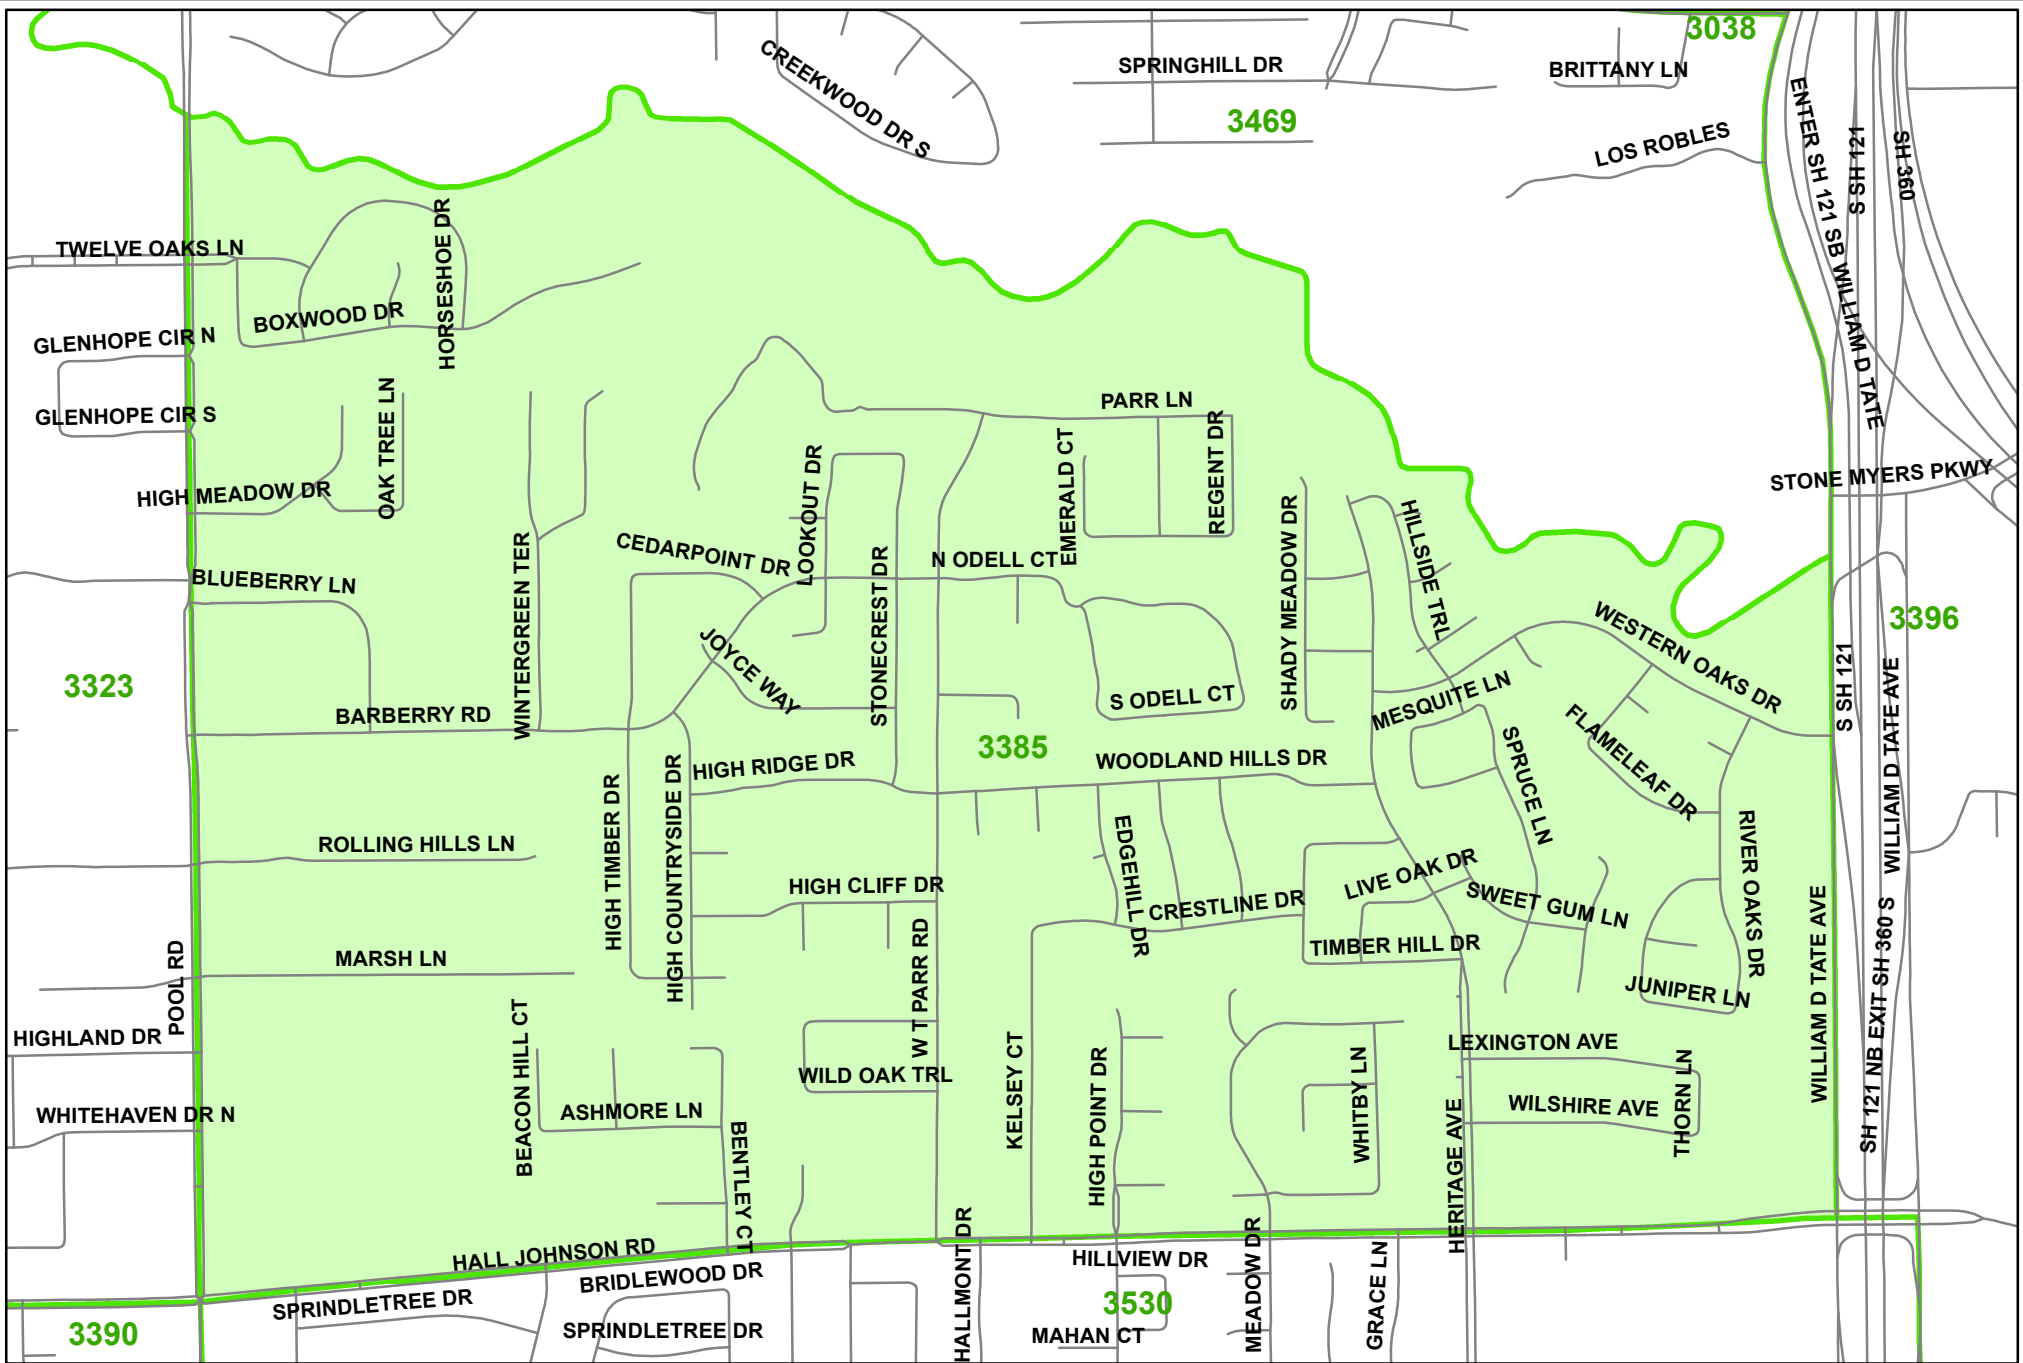 3038
CREEKWOOD DR S
SPRINGHILL DR
BRITTANY LN
3469
LOS ROBLES
ENTER SH 121 SB WILLIAM D TATE
S SH 121
SH 360
TWELVE OAKS LN
HORSESHOE DR
BOXWOOD DR
GLENHOPE CIR N
GLENHOPE CIR S
OAK TREE LN
PARR LN
EMERALD CT
REGENT DR
STONE MYERS PKWY
HIGH MEADOW DR
LOOKOUT DR
SHADY MEADOW DR
HILLSIDE TRL
WINTERGREEN TER
CEDARPOINT DR
STONECREST DR
N ODELL CT
BLUEBERRY LN
WESTERN OAKS DR
3396
3323
JOYCE WAY
S ODELL CT
MESQUITE LN
S SH 121
WILLIAM D TATE AVE
BARBERRY RD
FLAMELEAF DR
3385
SPRUCE LN
HIGH RIDGE DR
WOODLAND HILLS DR
HIGH TIMBER DR
HIGH COUNTRYSIDE DR
EDGEHILL DR
RIVER OAKS DR
ROLLING HILLS LN
LIVE OAK DR
HIGH CLIFF DR
CRESTLINE DR
SWEET GUM LN
WILLIAM D TATE AVE
SH 121 NB EXIT SH 360 S
TIMBER HILL DR
MARSH LN
POOL RD
W T PARR RD
JUNIPER LN
BEACON HILL CT
HIGHLAND DR
KELSEY CT
HIGH POINT DR
WHITBY LN
LEXINGTON AVE
THORN LN
WILD OAK TRL
WHITEHAVEN DR N
ASHMORE LN
WILSHIRE AVE
BENTLEY CT
HERITAGE AVE
HALL JOHNSON RD
HALLMONT DR
HILLVIEW DR
MEADOW DR
GRACE LN
BRIDLEWOOD DR
SPRINDLETREE DR
3530
3390
SPRINDLETREE DR
MAHAN CT